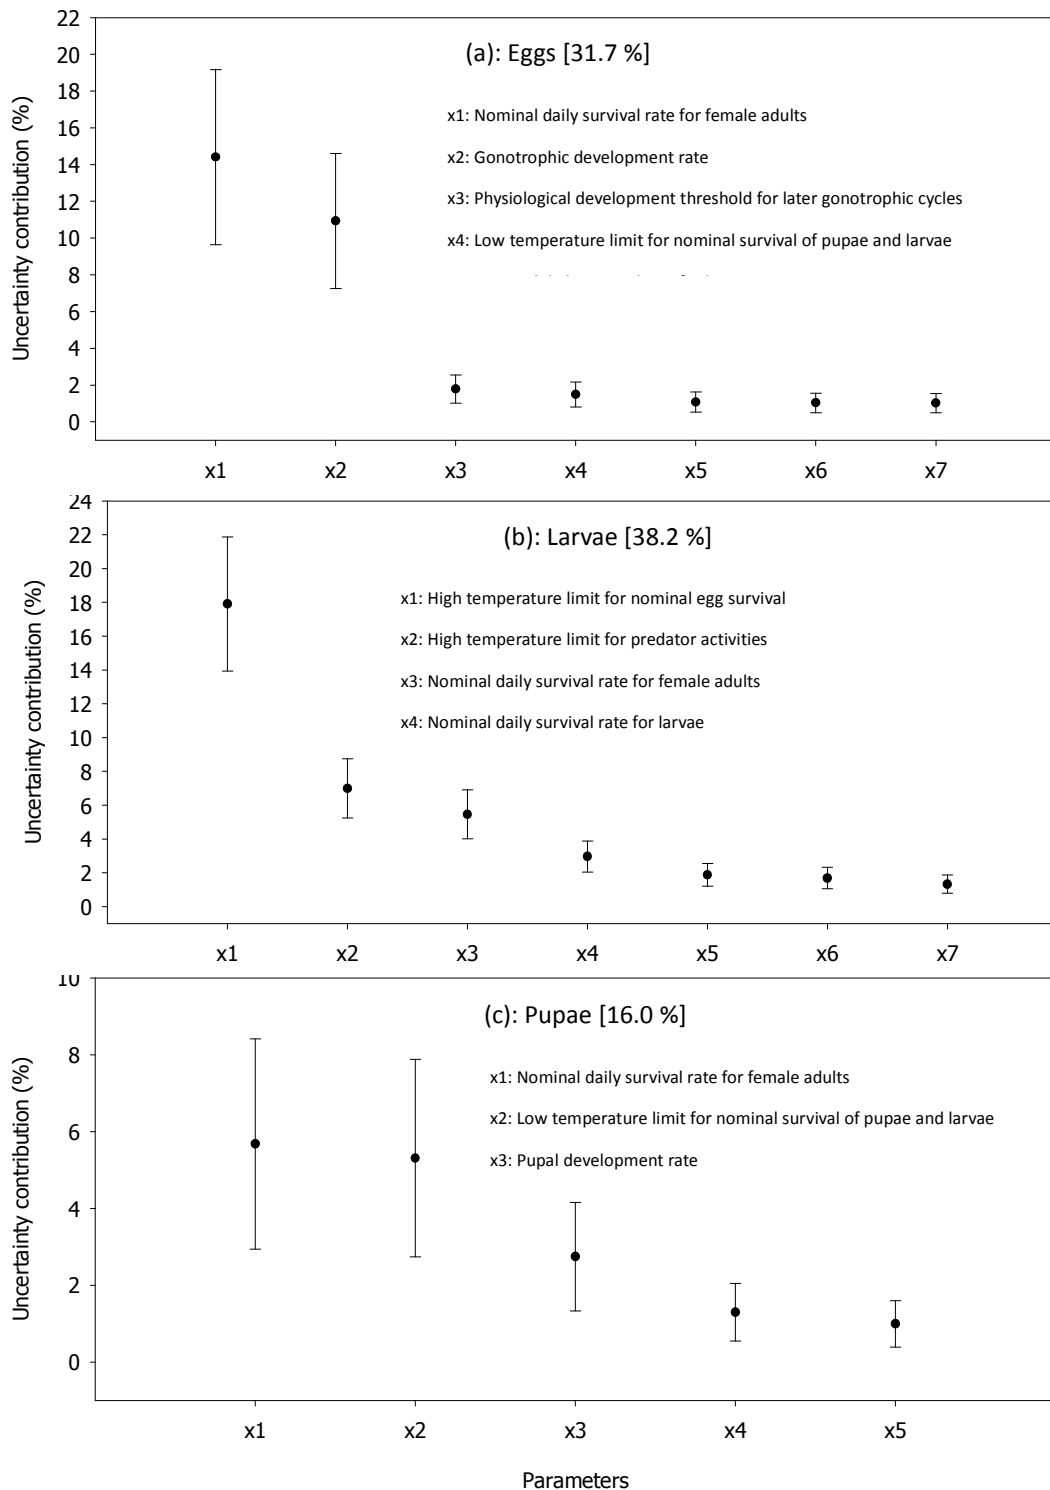 22
20
18
16
14
12
10
8
6
4
2
0
Uncertainty contribution (%)
(a): Eggs [31.7 %]
x1: Nominal daily survival rate for female adults
x2: Gonotrophic development rate
x3: Physiological development threshold for later gonotrophic cycles
x4: Low temperature limit for nominal survival of pupae and larvae
x1 x2 x3 x4 x5 x6 x7
24
22
20
18
16
14
12
10
8
6
4
2
0
Uncertainty contribution (%)
(b): Larvae [38.2 %]
x1: High temperature limit for nominal egg survival
x2: High temperature limit for predator activities
x3: Nominal daily survival rate for female adults
x4: Nominal daily survival rate for larvae
x1 x2 x3 x4 x5 x6 x7
10
8
6
4
2
0
Uncertainty contribution (%)
(c): Pupae [16.0 %]
x1: Nominal daily survival rate for female adults
x2: Low temperature limit for nominal survival of pupae and larvae
x3: Pupal development rate
x1 x2 x3 x4 x5
Parameters